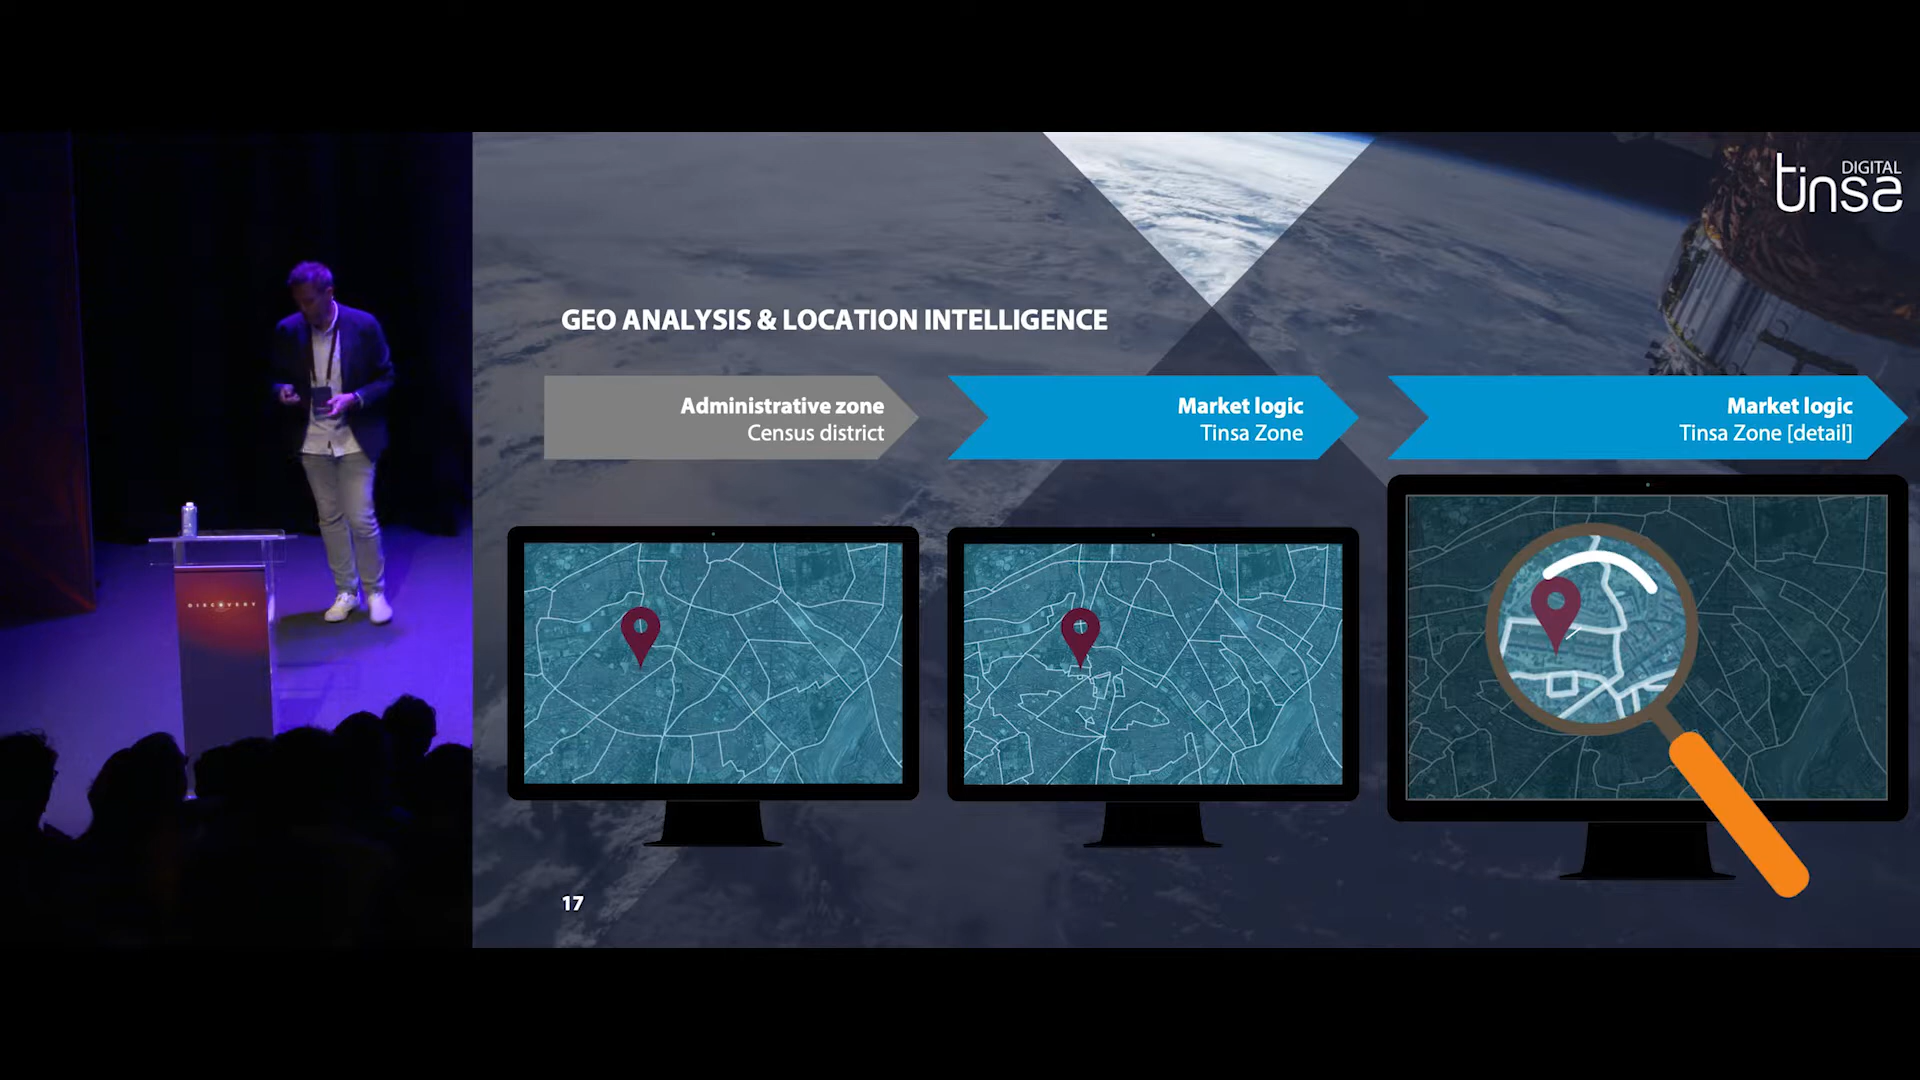 DIGITAL
tinsa
GEO ANALYSIS & LOCATION INTELLIGENCE
Administrative zone
Census district
Market logic
Tinsa Zone
Market logic
Tinsa Zone [detail]
DISCOVERY
17